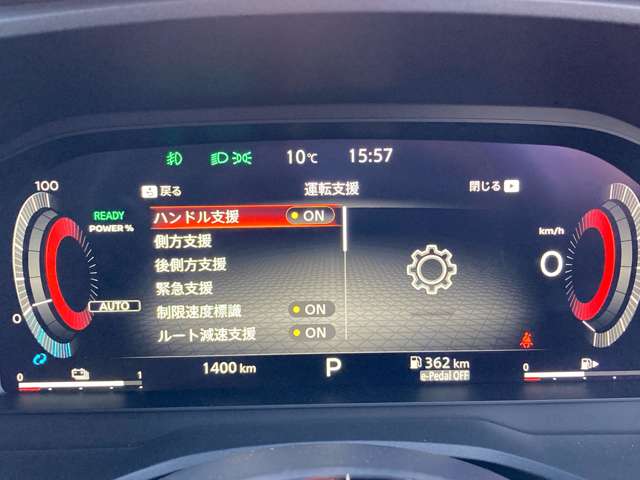 10℃ 15:57
戻る 運転支援 閉じる
100
READY
POWER %
AUTO
0
ハンドル支援 ON
側方支援
後側方支援
緊急支援
制限速度標識 ON
ルート減速支援 ON
km/h
0
1400 km P 362 km
e-Pedal OFF
0 1
0 1